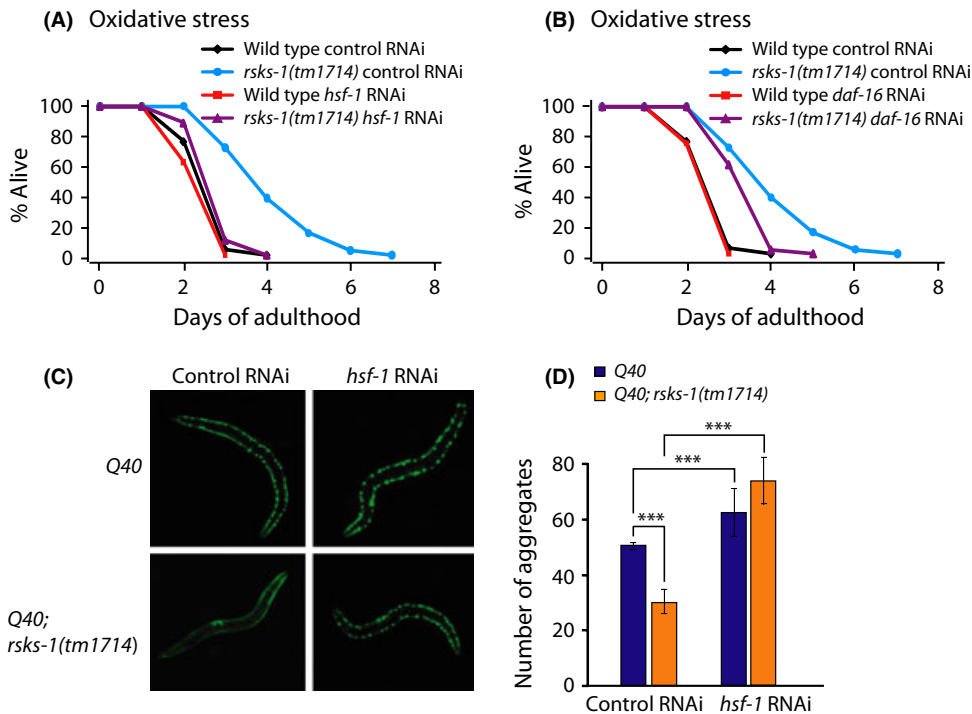 (A) Oxidative stress
Wild type control RNAi
rsks-1(tm1714) control RNAi
Wild type hsf-1 RNAi
rsks-1(tm1714) hsf-1 RNAi
% Alive
100
80
60
40
20
0
0 2 4 6 8
Days of adulthood
(B) Oxidative stress
Wild type control RNAi
rsks-1(tm1714) control RNAi
Wild type daf-16 RNAi
rsks-1(tm1714) daf-16 RNAi
% Alive
100
80
60
40
20
0
0 2 4 6 8
Days of adulthood
(C)
Control RNAi hsf-1 RNAi
Q40
Q40;
rsks-1(tm1714)
(D)
Q40
Q40; rsks-1(tm1714)
Number of aggregates
80
60
40
20
0
***
***
***
Control RNAi hsf-1 RNAi